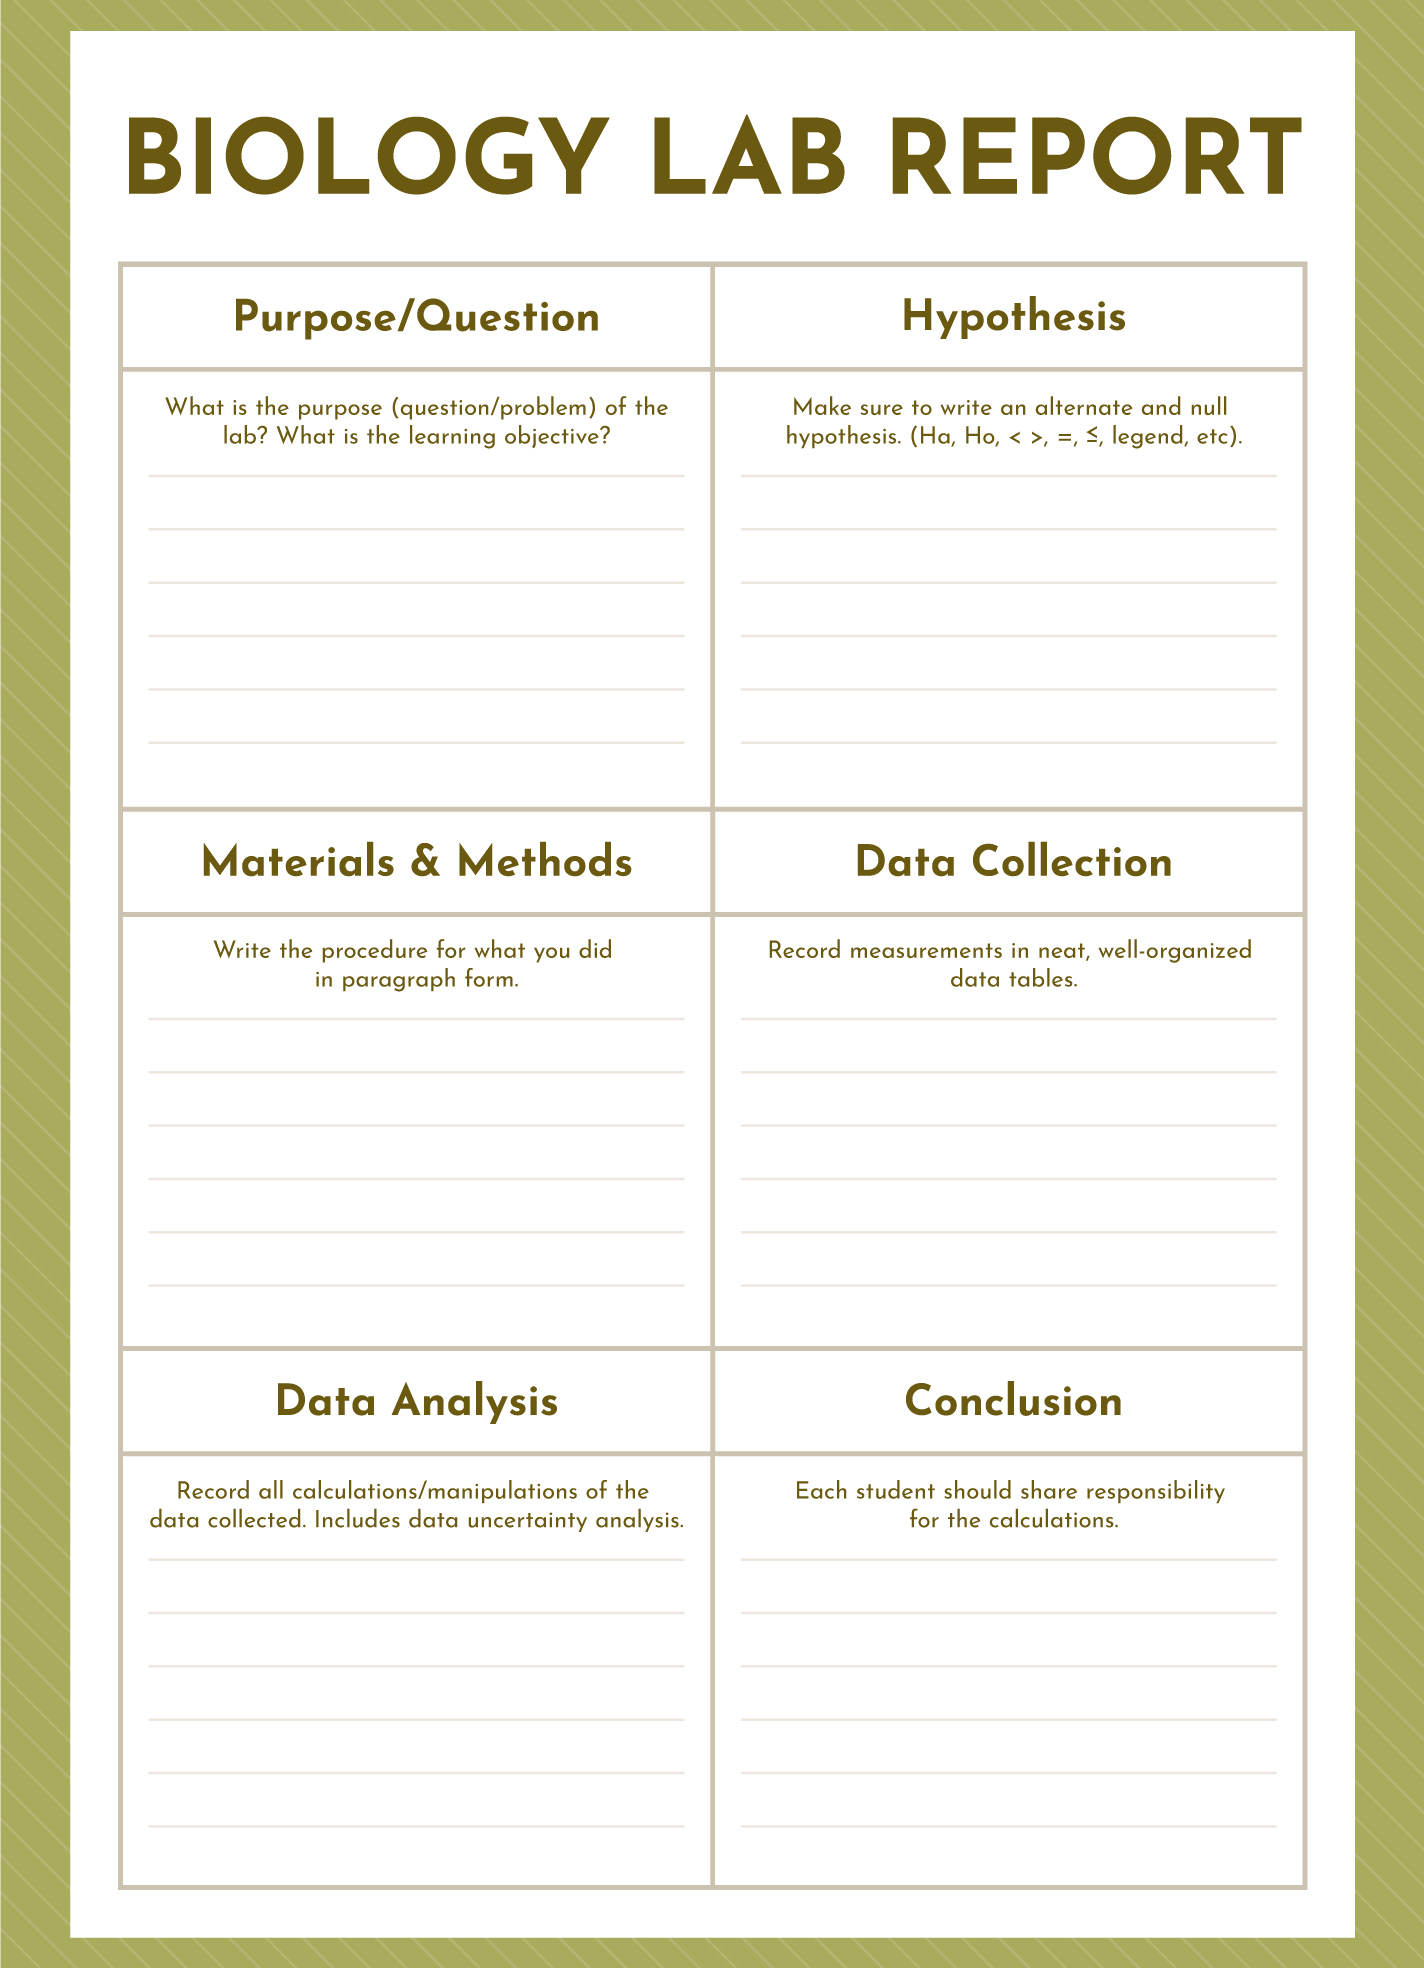 BIOLOGY LAB REPORT
Purpose/Question
What is the purpose (question/problem) of the
lab? What is the learning objective?
Hypothesis
Make sure to write an alternate and null
hypothesis. (Ha, Ho, < >, =, ≤, legend, etc).
Materials & Methods
Write the procedure for what you did
in paragraph form.
Data Collection
Record measurements in neat, well-organized
data tables.
Data Analysis
Record all calculations/manipulations of the
data collected. Includes data uncertainty analysis.
Conclusion
Each student should share responsibility
for the calculations.